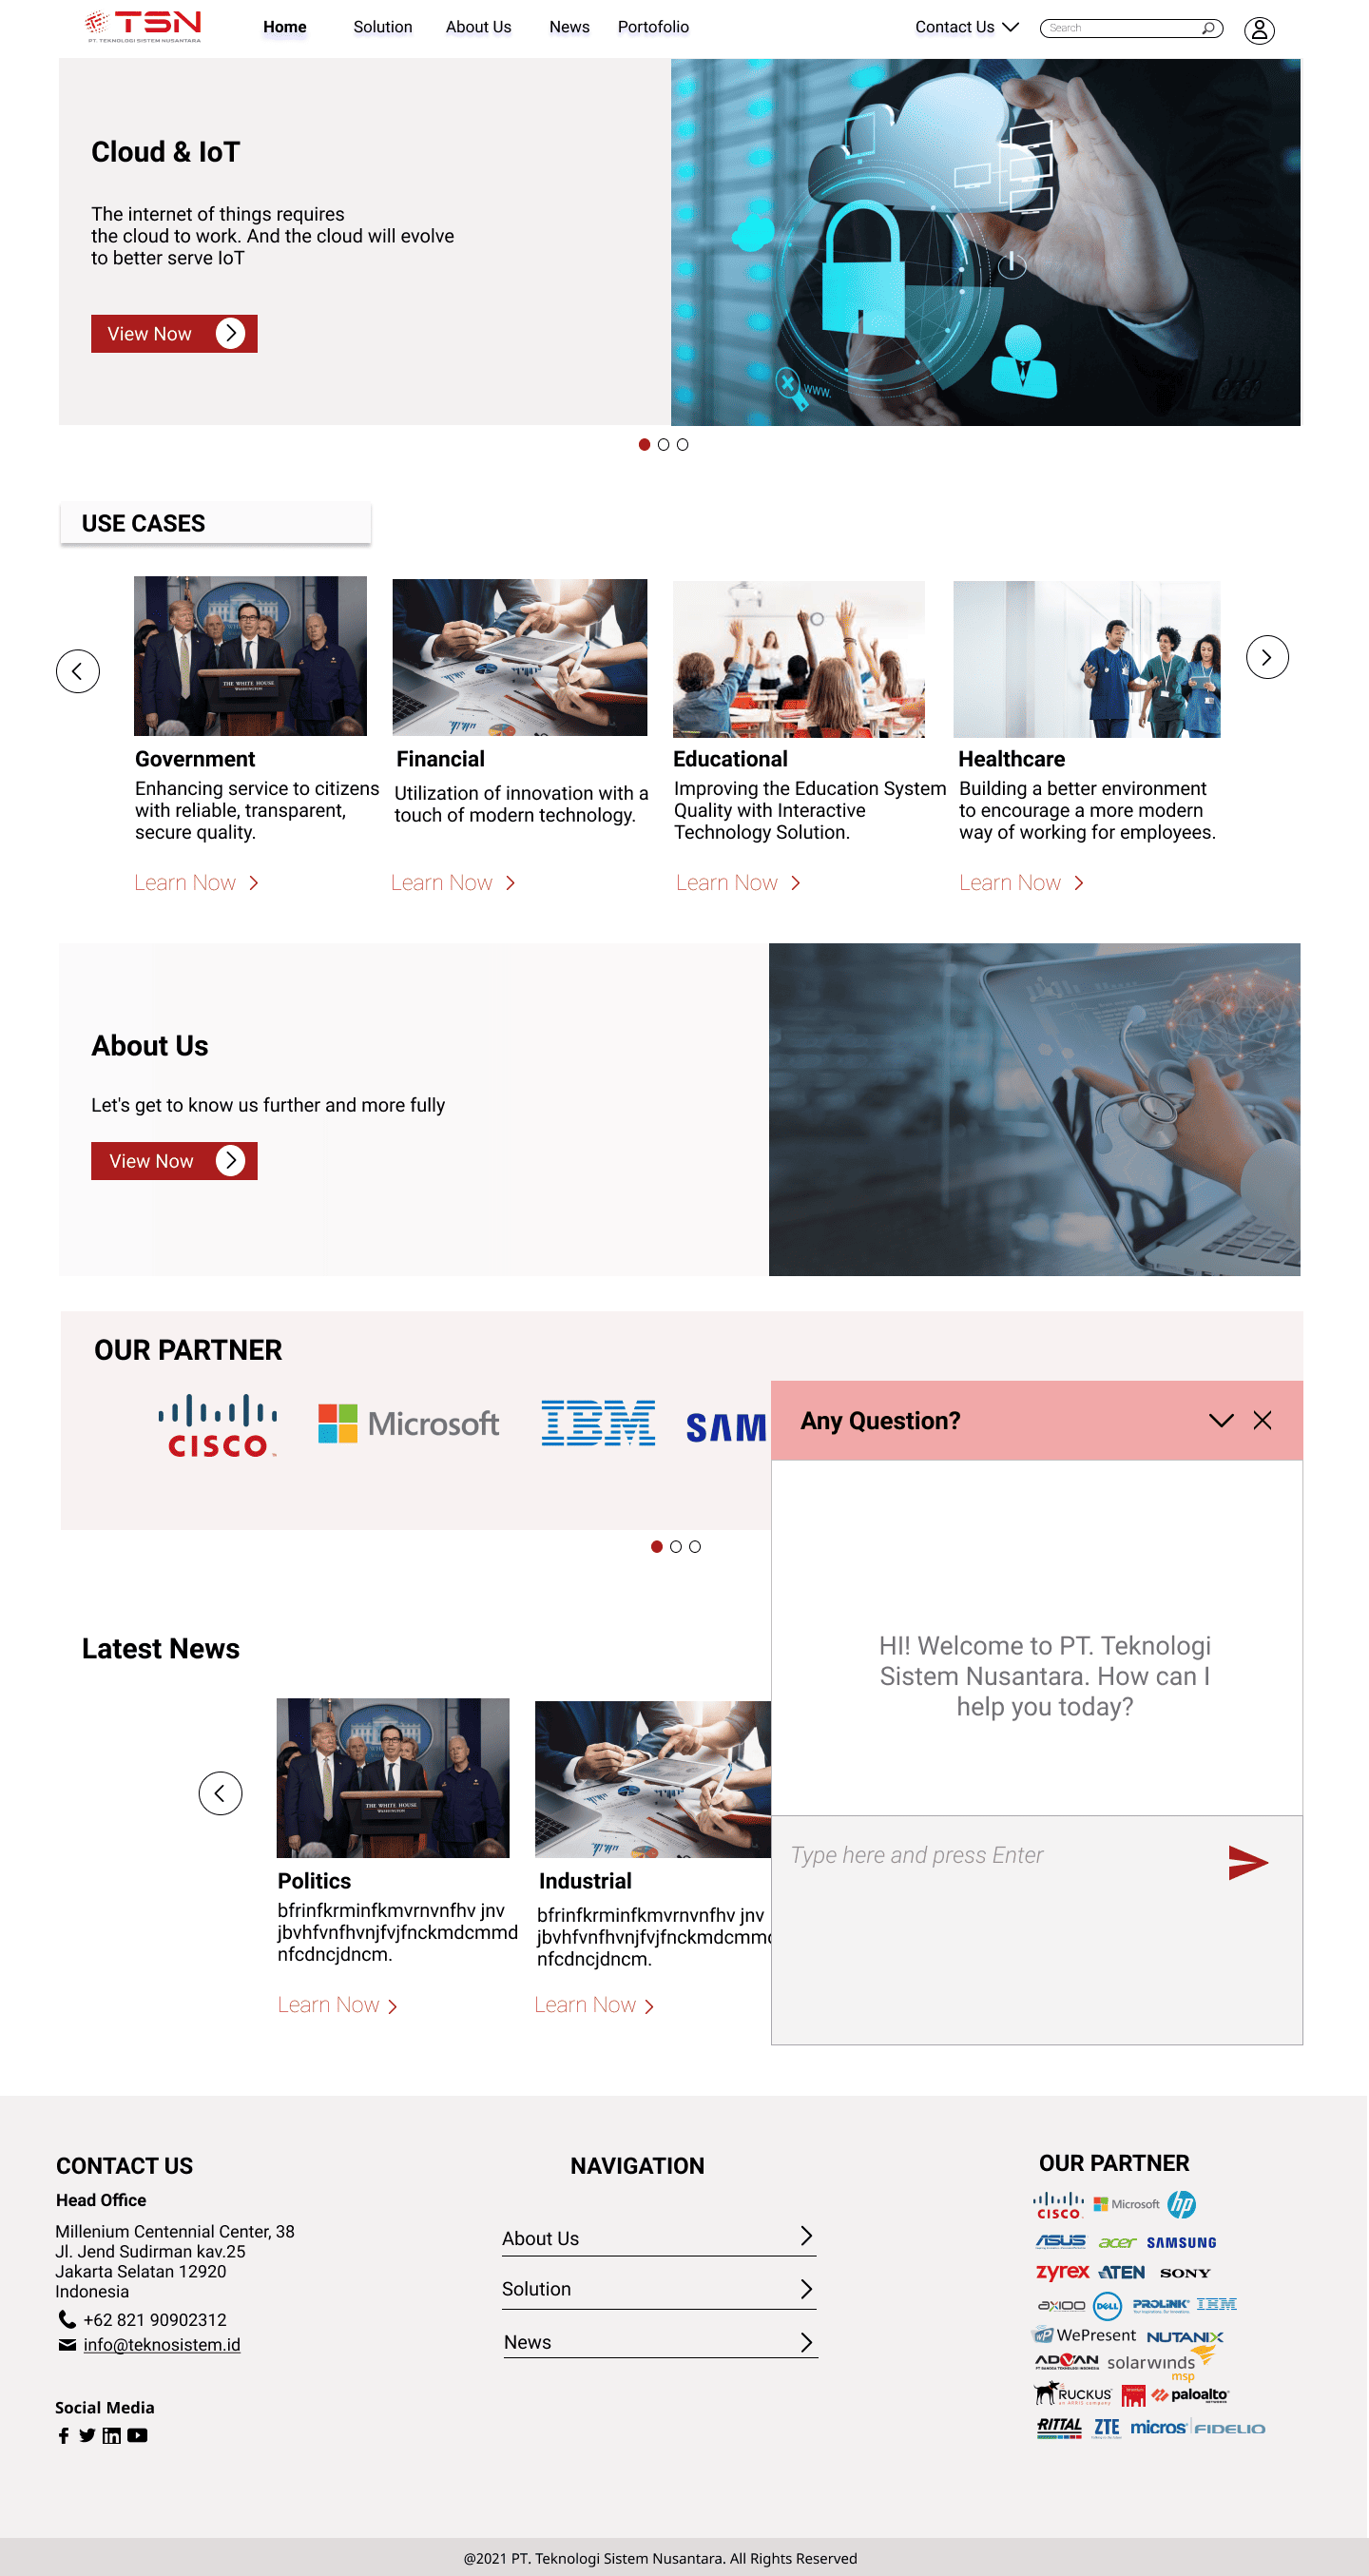 TSN
PT. TEKNOLOGI SISTEM NUSANTARA
Home
Solution
About Us
News
Portofolio
Contact Us
Search
Cloud & IoT
The internet of things requires
the cloud to work. And the cloud will evolve
to better serve IoT
View Now
www.
USE CASES
THE WHITE HOUSE
WASHINGTON
Government
Enhancing service to citizens
with reliable, transparent,
secure quality.
Learn Now
Financial
Utilization of innovation with a
touch of modern technology.
Learn Now
Educational
Improving the Education System
Quality with Interactive
Technology Solution.
Learn Now
Healthcare
Building a better environment
to encourage a more modern
way of working for employees.
Learn Now
About Us
Let's get to know us further and more fully
View Now
OUR PARTNER
CISCO
Microsoft
IBM
SAM
Any Question?
HI! Welcome to PT. Teknologi
Sistem Nusantara. How can I
help you today?
Type here and press Enter
Latest News
THE WHITE HOUSE
WASHINGTON
Politics
bfrinfkrminfkmvrnvnfhv jnv
jbvhfvnfhvnjfvjfnckmdcmmd
nfcdncjdncm.
Learn Now
Industrial
bfrinfkrminfkmvrnvnfhv jnv
jbvhfvnfhvnjfvjfnckmdcmmd
nfcdncjdncm.
Learn Now
CONTACT US
Head Office
Millenium Centennial Center, 38
Jl. Jend Sudirman kav.25
Jakarta Selatan 12920
Indonesia
+62 821 90902312
info@teknosistem.id
Social Media
NAVIGATION
About Us
Solution
News
OUR PARTNER
CISCO Microsoft hp
ASUS acer SAMSUNG
zyrex ATEN SONY
axioo DELL PROLiNK IBM
WePresent NUTANIX
ADVAN solarwinds
msp
RUCKUS paloalto
RITTAL ZTE micros FIDELIO
@2021 PT. Teknologi Sistem Nusantara. All Rights Reserved